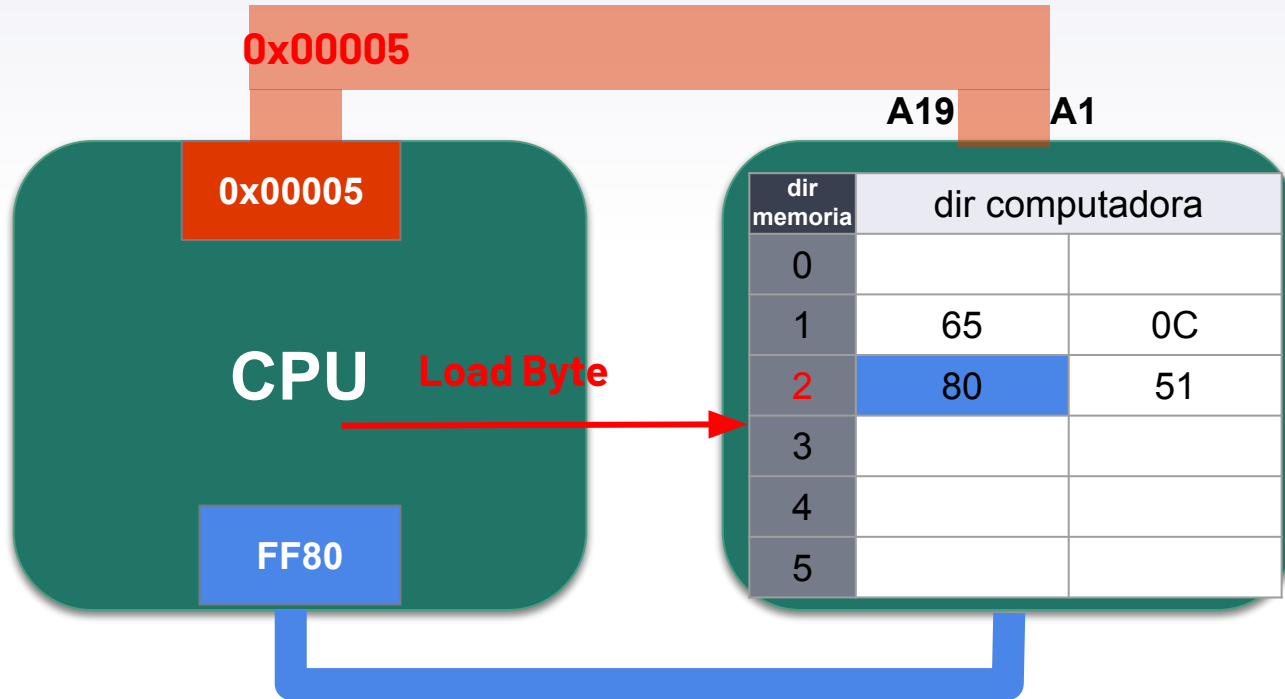 0x00005
A19 A1
0x00005
dir memoria dir computadora
0
1 65 0C
CPU Load Byte
2 80 51
3
4
FF80
5